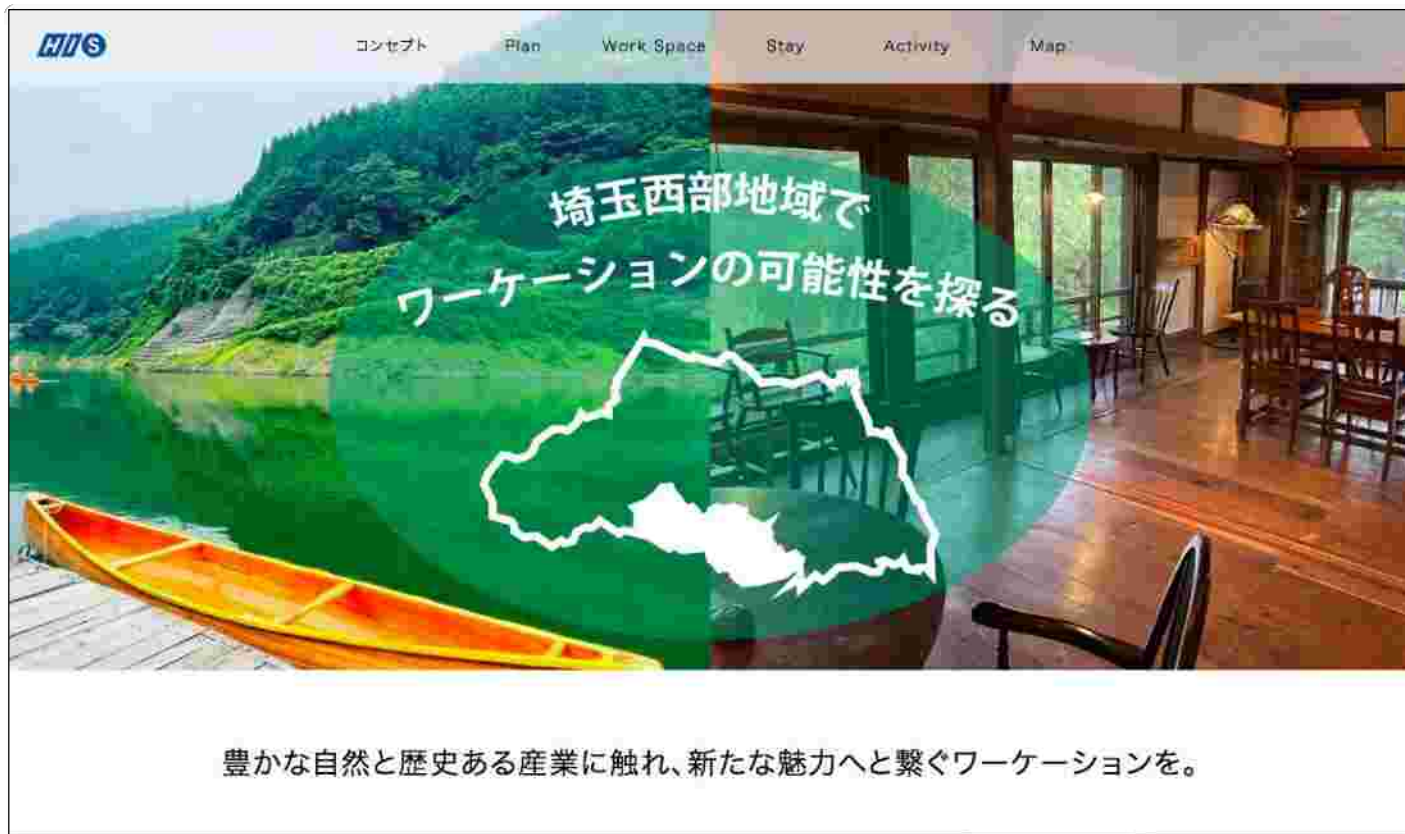 HIS
コンセプト Plan Work Space Stay Activity Map
埼玉西部地域で
ワーケーションの可能性を探る
豊かな自然と歴史ある産業に触れ、新たな魅力へと繋ぐワーケーションを。